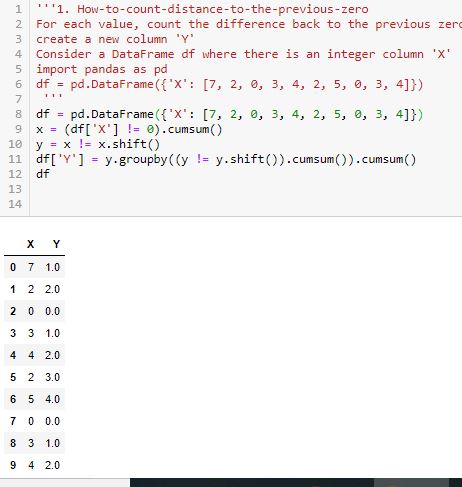 1 '''1. How-to-count-distance-to-the-previous-zero
2 For each value, count the difference back to the previous zero
3 create a new column 'Y'
4 Consider a DataFrame df where there is an integer column 'X'
5 import pandas as pd
6 df = pd.DataFrame({'X': [7, 2, 0, 3, 4, 2, 5, 0, 3, 4]})
7 '''
8 df = pd.DataFrame({'X': [7, 2, 0, 3, 4, 2, 5, 0, 3, 4]})
9 x = (df['X'] != 0).cumsum()
10 y = x != x.shift()
11 df['Y'] = y.groupby((y != y.shift()).cumsum()).cumsum()
12 df
13
14
X Y
0 7 1.0
1 2 2.0
2 0 0.0
3 3 1.0
4 4 2.0
5 2 3.0
6 5 4.0
7 0 0.0
8 3 1.0
9 4 2.0